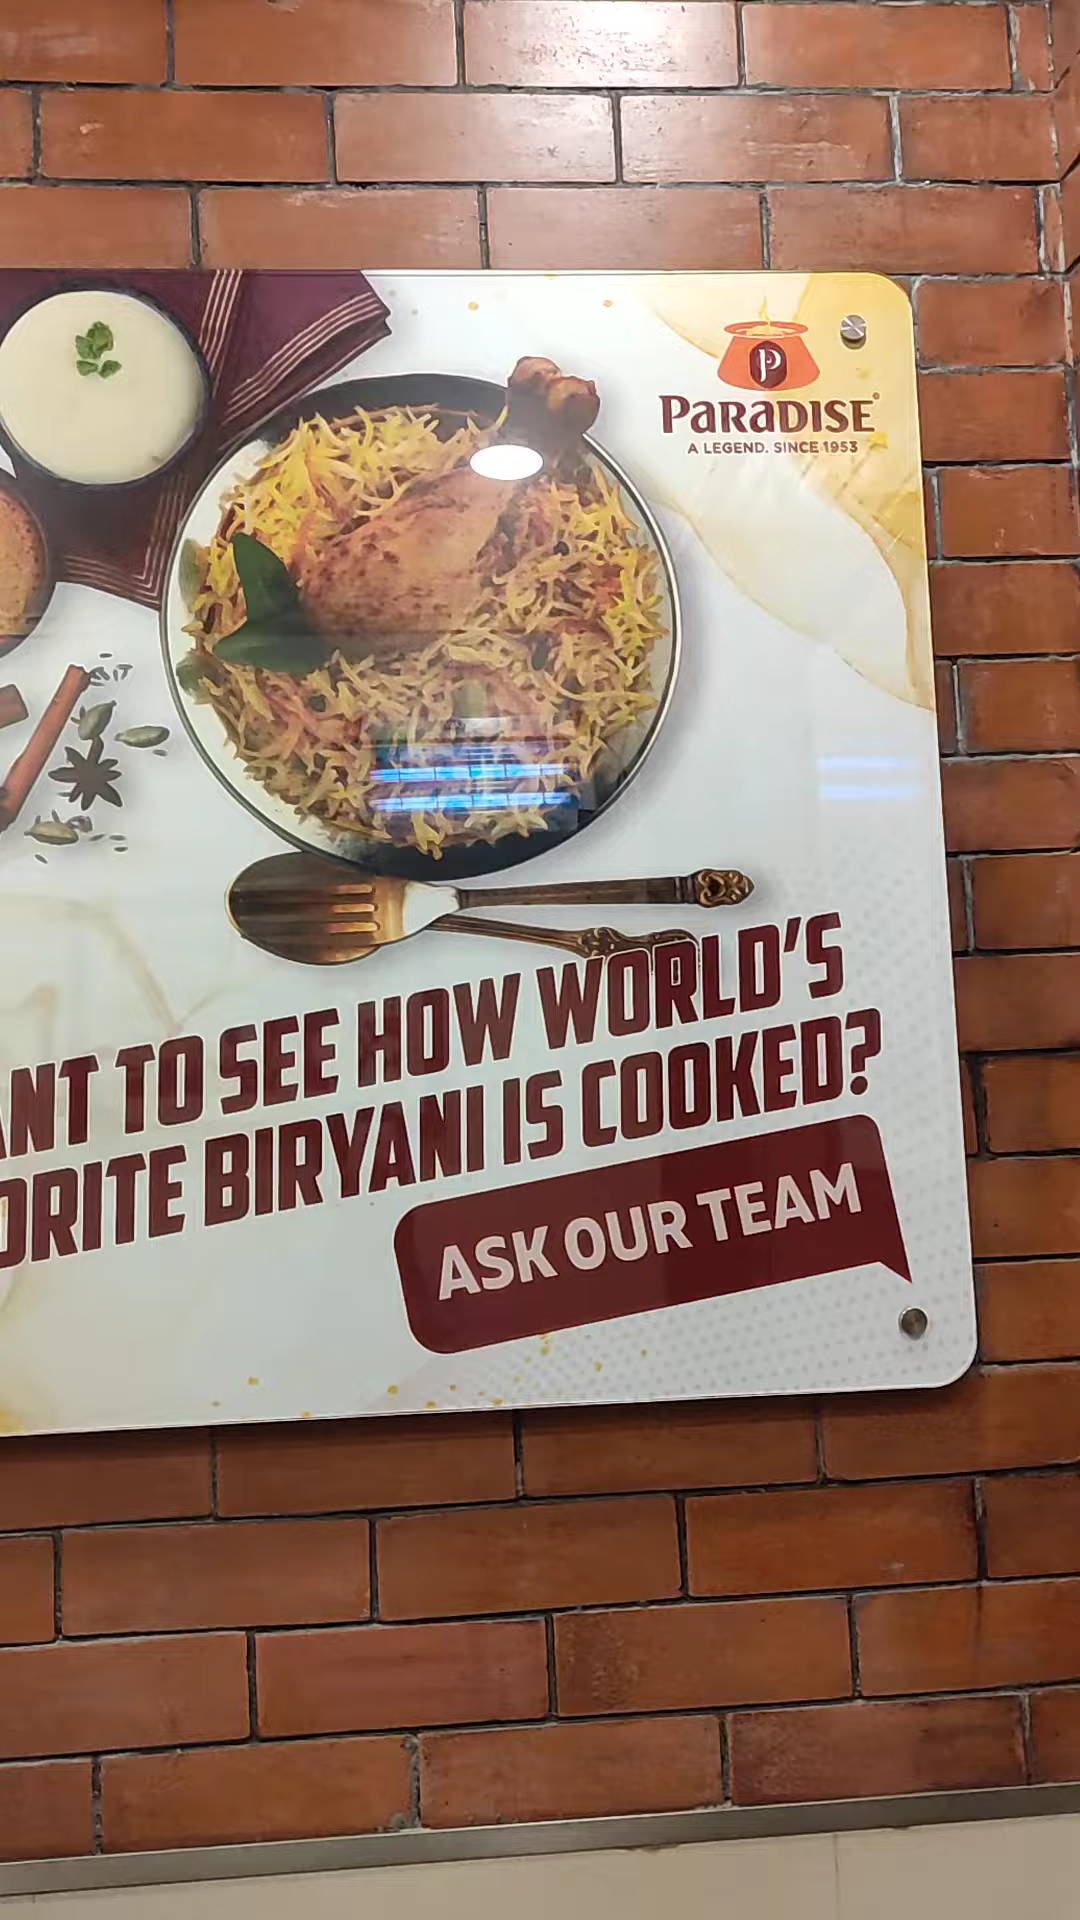 P
PARADISE
A LEGEND. SINCE 1953
ANT TO SEE HOW WORLD'S
ORITE BIRYANI IS COOKED?
ASK OUR TEAM